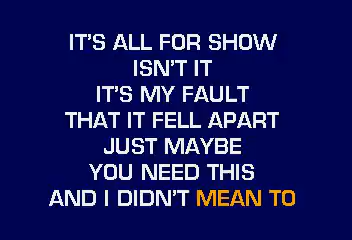 IT'S ALL FOR SHOW
ISN'T IT
IT'S MY FAULT
THAT IT FELL APART
JUST MAYBE
YOU NEED THIS
AND I DIDN'T MEAN TO